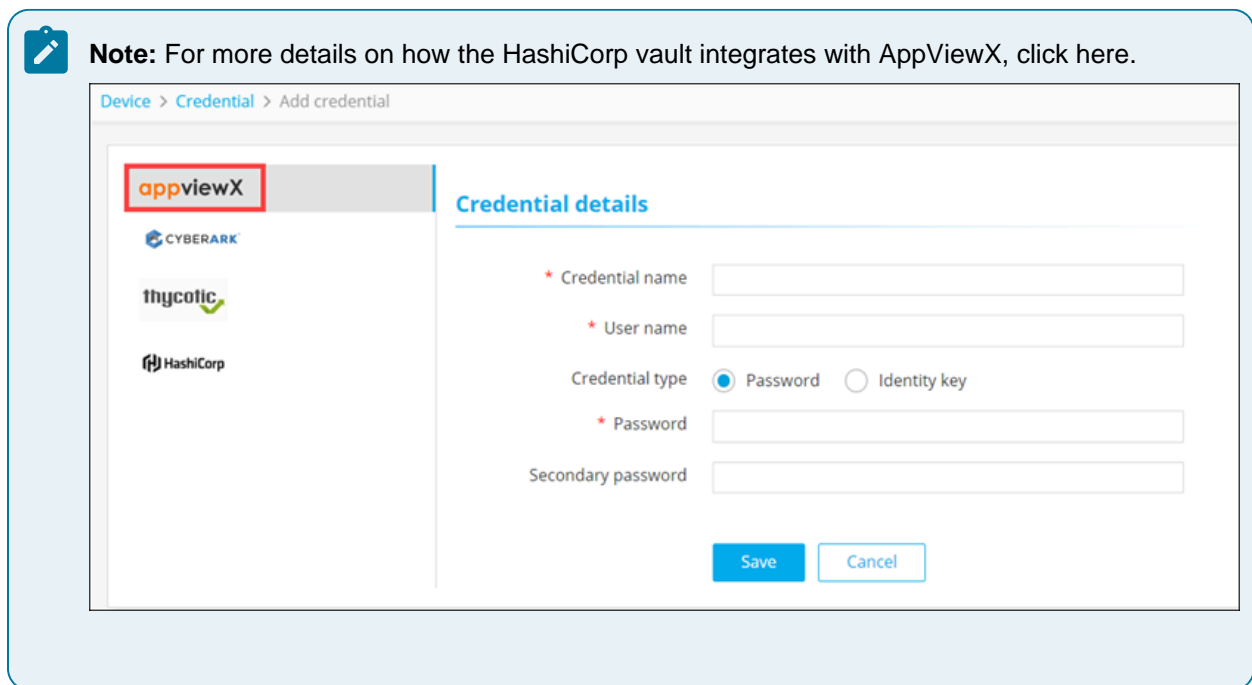 Note: For more details on how the HashiCorp vault integrates with AppViewX, click here.
Device > Credential > Add credential
appviewX
CYBERARK
thycotic
HashiCorp
Credential details
* Credential name
* User name
Credential type Password Identity key
* Password
Secondary password
Save Cancel